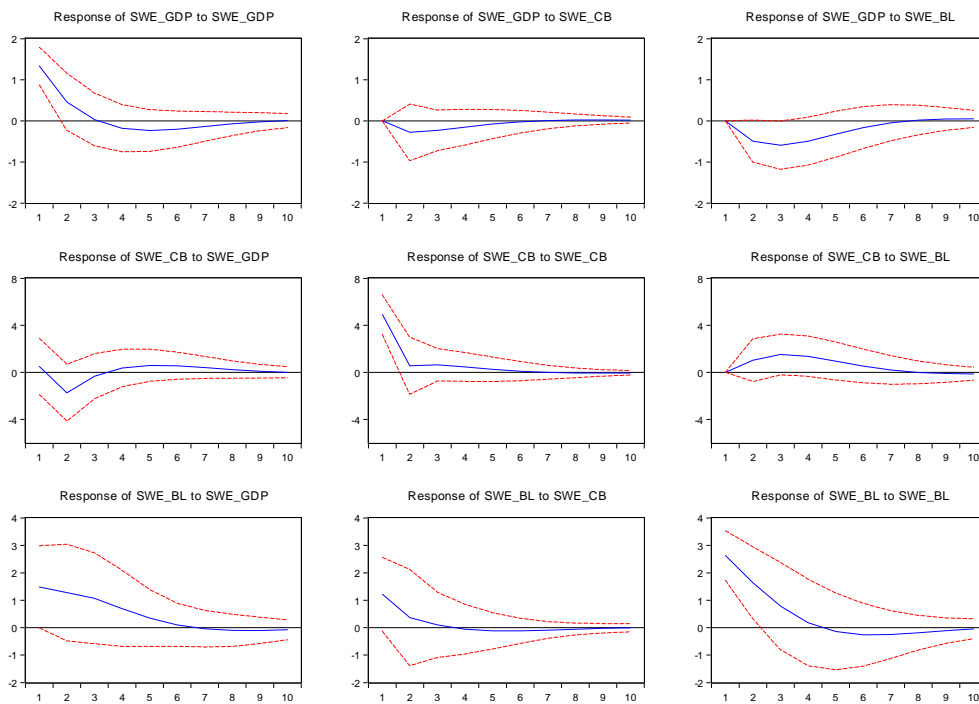 Response of SWE_GDP to SWE_GDP
2
1
0
-1
-2
1 2 3 4 5 6 7 8 9 10
Response of SWE_GDP to SWE_CB
2
1
0
-1
-2
1 2 3 4 5 6 7 8 9 10
Response of SWE_GDP to SWE_BL
2
1
0
-1
-2
1 2 3 4 5 6 7 8 9 10
Response of SWE_CB to SWE_GDP
8
4
0
-4
1 2 3 4 5 6 7 8 9 10
Response of SWE_CB to SWE_CB
8
4
0
-4
1 2 3 4 5 6 7 8 9 10
Response of SWE_CB to SWE_BL
8
4
0
-4
1 2 3 4 5 6 7 8 9 10
Response of SWE_BL to SWE_GDP
4
3
2
1
0
-1
-2
1 2 3 4 5 6 7 8 9 10
Response of SWE_BL to SWE_CB
4
3
2
1
0
-1
-2
1 2 3 4 5 6 7 8 9 10
Response of SWE_BL to SWE_BL
4
3
2
1
0
-1
-2
1 2 3 4 5 6 7 8 9 10